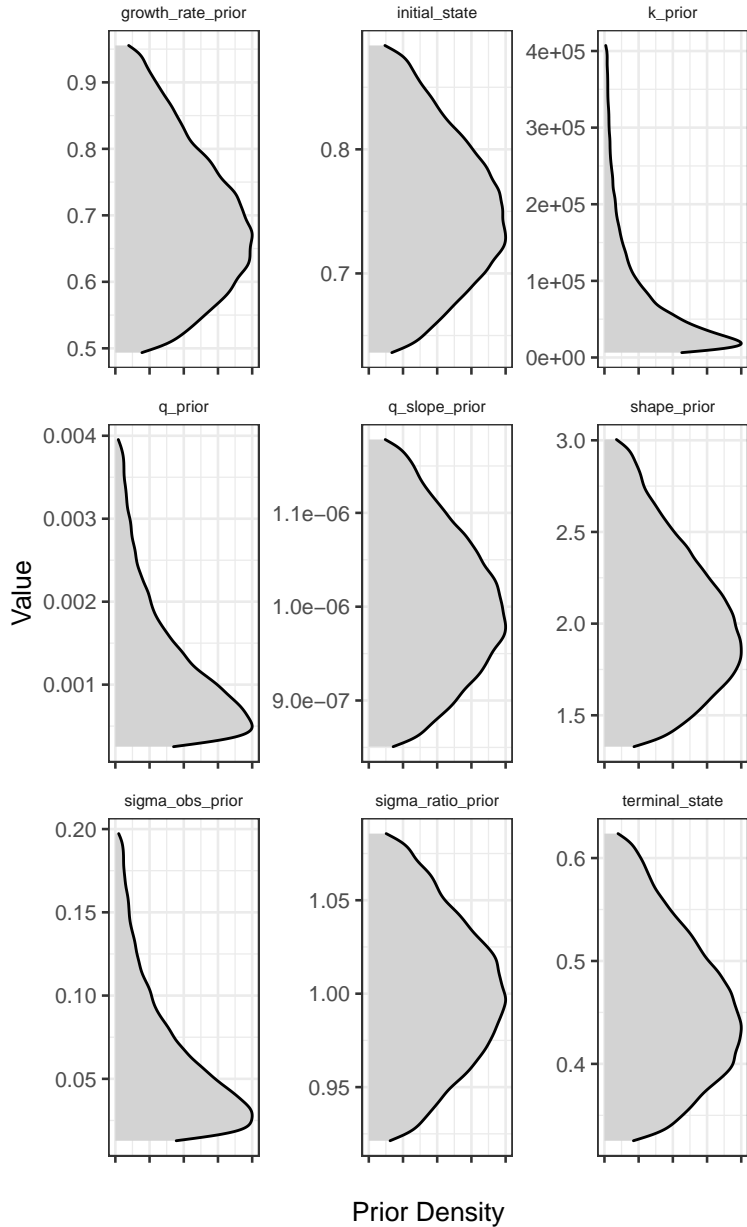 growth_rate_prior
0.9
0.8
0.7
0.6
0.5
initial_state
0.8
0.7
k_prior
4e+05
3e+05
2e+05
1e+05
0e+00
q_prior
0.004
0.003
0.002
0.001
q_slope_prior
1.1e−06
1.0e−06
9.0e−07
shape_prior
3.0
2.5
2.0
1.5
sigma_obs_prior
0.20
0.15
0.10
0.05
sigma_ratio_prior
1.05
1.00
0.95
terminal_state
0.6
0.5
0.4
Value
Prior Density